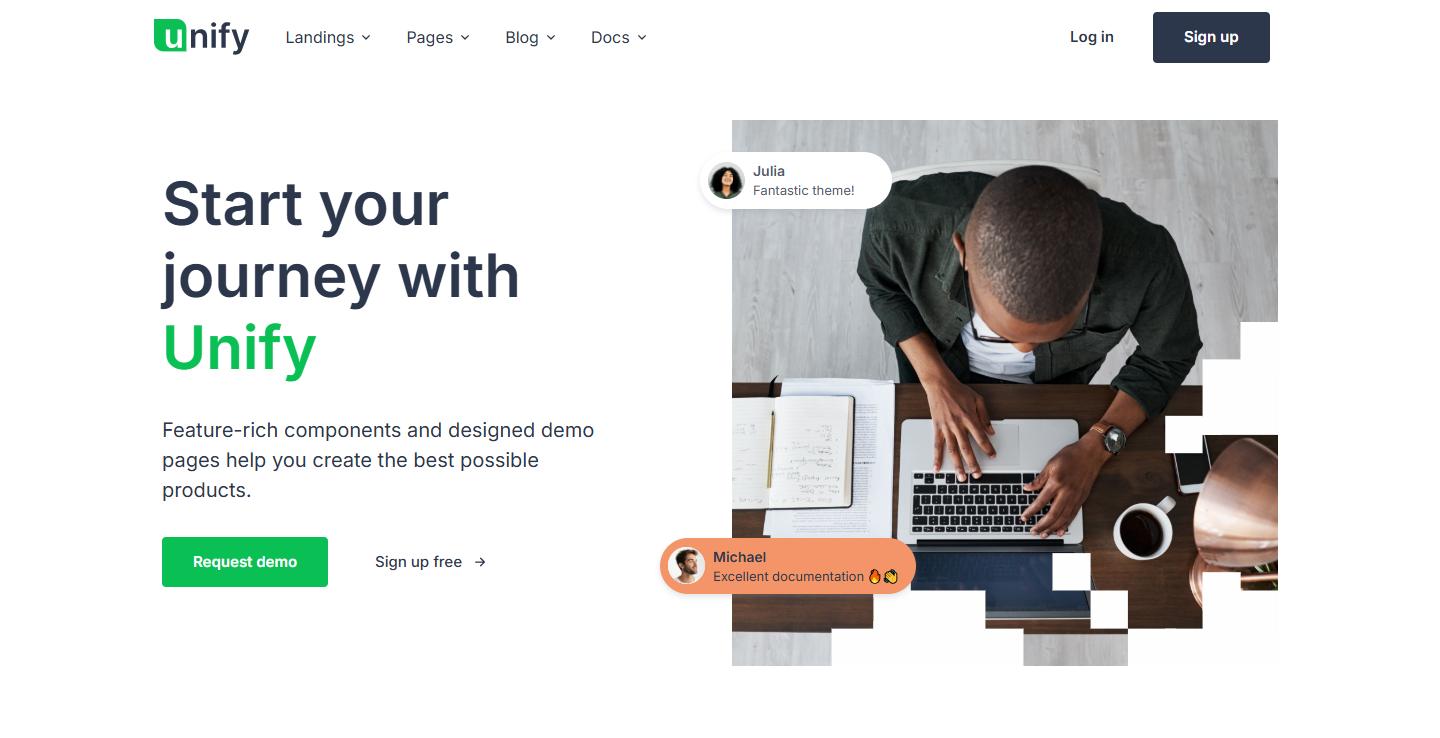 unify
Landings
Pages
Blog
Docs
Log in
Sign up
Start your
journey with
Unify
Feature-rich components and designed demo
pages help you create the best possible
products.
Request demo
Sign up free →
Julia
Fantastic theme!
Michael
Excellent documentation 🔥👏